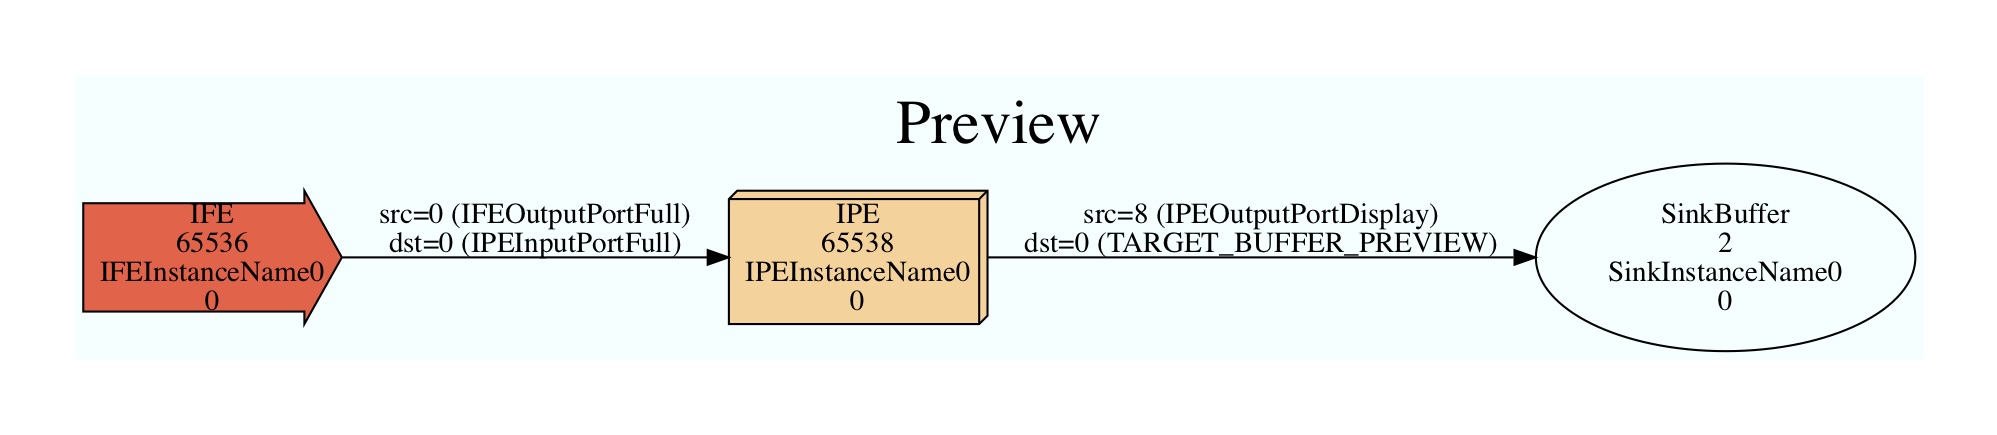 Preview
IFE
65536
IFEInstanceName0
0
src=0 (IFEOutputPortFull)
dst=0 (IPEInputPortFull)
IPE
65538
IPEInstanceName0
0
src=8 (IPEOutputPortDisplay)
dst=0 (TARGET_BUFFER_PREVIEW)
SinkBuffer
2
SinkInstanceName0
0